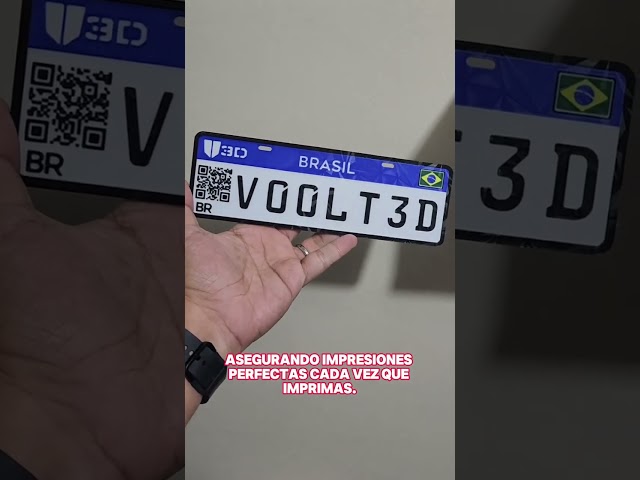 3D
BRASIL
BR
VOOLT3D
ASEGURANDO IMPRESIONES
PERFECTAS CADA VEZ QUE
IMPRIMAS.